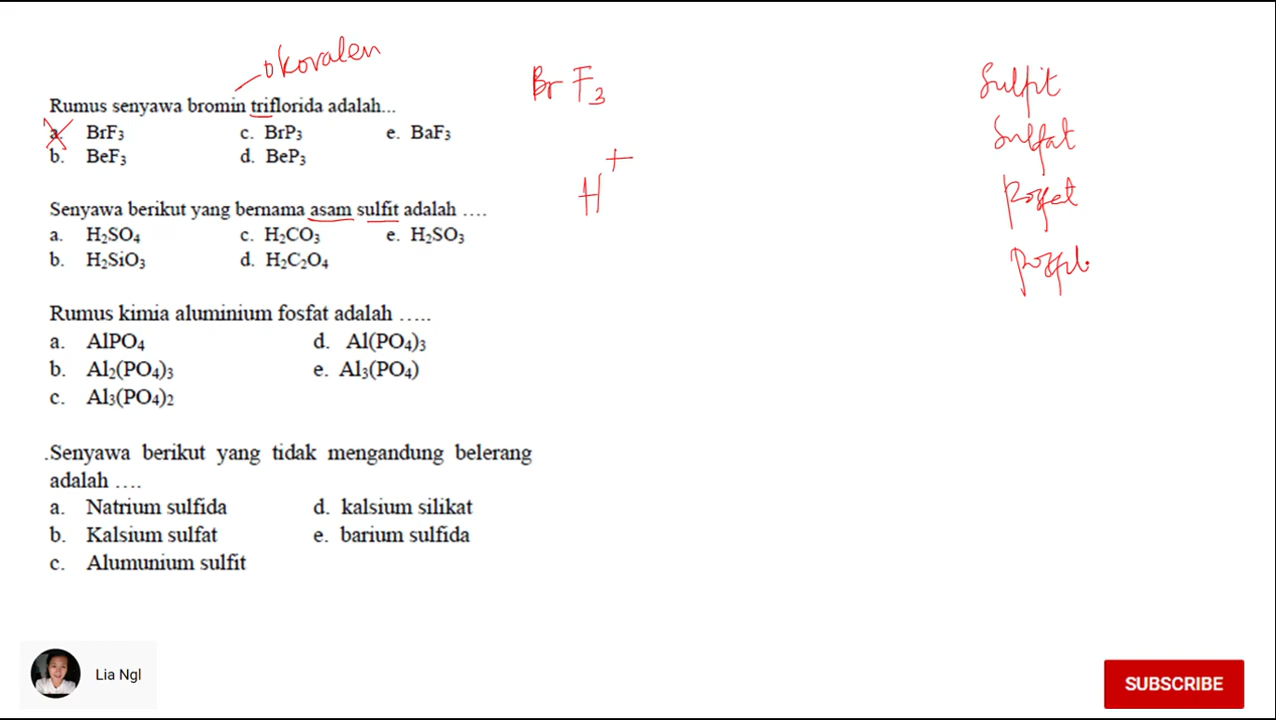 kovalen
Rumus senyawa bromin triflorida adalah...
a. BrF₃ c. BrP₃ e. BaF₃
b. BeF₃ d. BeP₃
Br F₃
H⁺
Sulfit
Sulfat
Senyawa berikut yang bernama asam sulfit adalah ....
a. H₂SO₄ c. H₂CO₃ e. H₂SO₃
b. H₂SiO₃ d. H₂C₂O₄
Rumus kimia aluminium fosfat adalah .....
a. AlPO₄ d. Al(PO₄)₃
b. Al₂(PO₄)₃ e. Al₃(PO₄)
c. Al₃(PO₄)₂
.Senyawa berikut yang tidak mengandung belerang
adalah ....
a. Natrium sulfida d. kalsium silikat
b. Kalsium sulfat e. barium sulfida
c. Alumunium sulfit
Lia Ngl
SUBSCRIBE